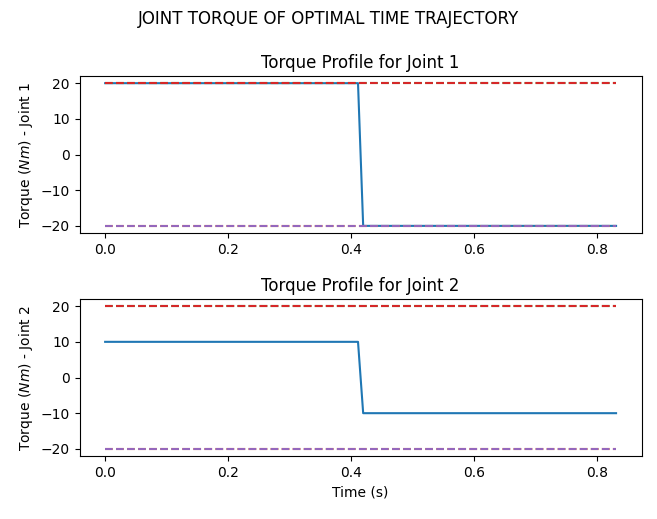 JOINT TORQUE OF OPTIMAL TIME TRAJECTORY
Torque Profile for Joint 1
Torque (Nm) - Joint 1
20
10
0
−10
−20
0.0 0.2 0.4 0.6 0.8
Torque Profile for Joint 2
Torque (Nm) - Joint 2
20
10
0
−10
−20
0.0 0.2 0.4 0.6 0.8
Time (s)